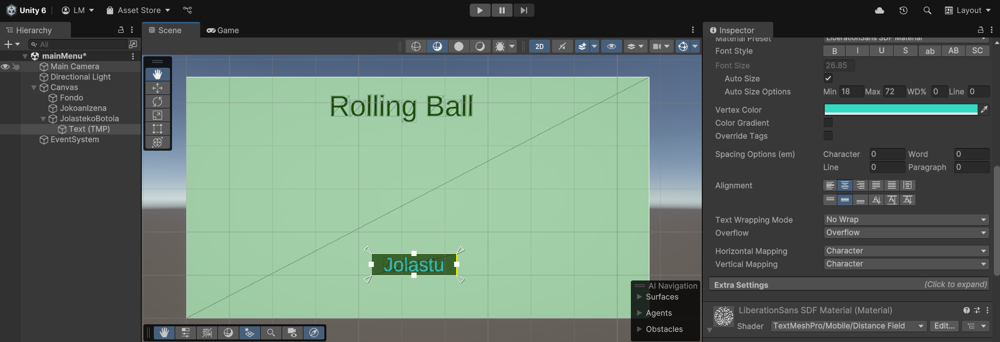 Unity 6 LM Asset Store Layout
Hierarchy
All
mainMenu*
Main Camera
Directional Light
Canvas
Fondo
JokoanIzena
JolastekoBotoia
Text (TMP)
EventSystem
Scene Game
2D
Rolling Ball
Jolastu
AI Navigation
Surfaces
Agents
Obstacles
Inspector
Material Preset LiberationSans SDF Material
Font Style B I U S ab AB SC
Font Size 26.85
Auto Size
Auto Size Options Min 18 Max 72 WD% 0 Line 0
Vertex Color
Color Gradient
Override Tags
Spacing Options (em) Character 0 Word 0
Line 0 Paragraph 0
Alignment
Text Wrapping Mode No Wrap
Overflow Overflow
Horizontal Mapping Character
Vertical Mapping Character
Extra Settings (Click to expand)
LiberationSans SDF Material (Material)
Shader TextMeshPro/Mobile/Distance Field Edit...